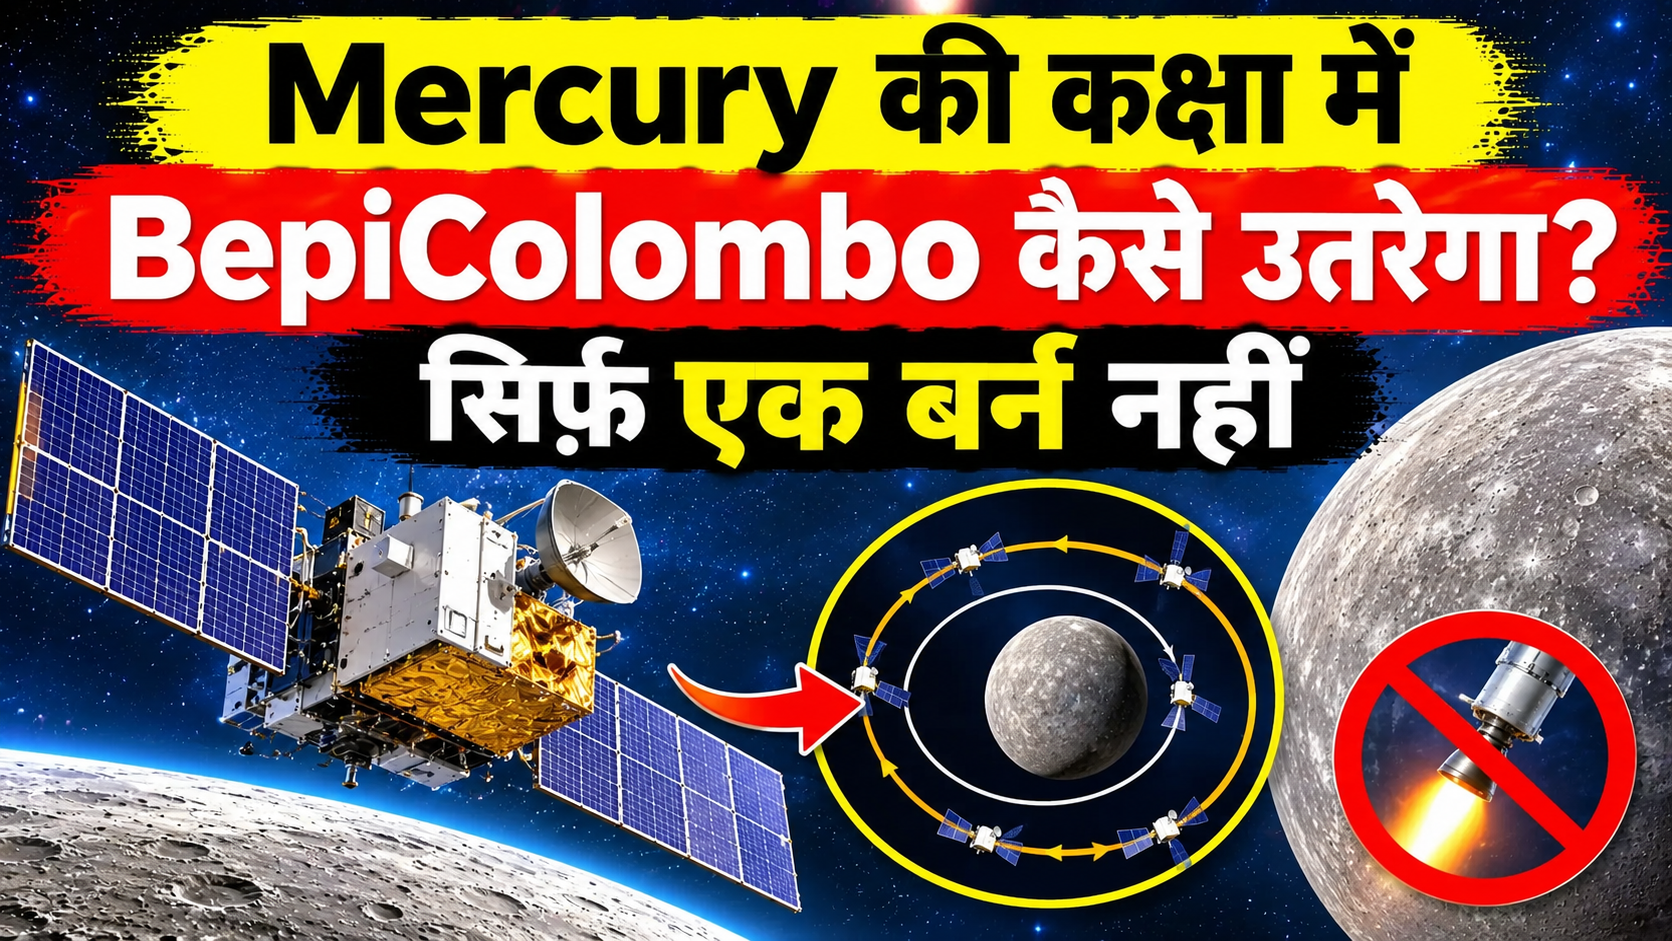 Mercury की कक्षा में
BepiColombo कैसे उतरेगा?
सिर्फ़ एक बर्न नहीं